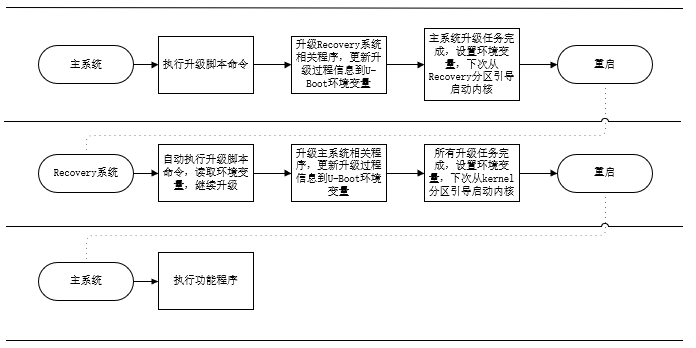 主系统
执行升级脚本命令
升级Recovery系统
相关程序，更新升
级过程信息到U-
Boot环境变量
主系统升级任务完
成，设置环境变
量，下次从
Recovery分区引导
启动内核
重启
Recovery系统
自动执行升级脚本
命令，读取环境变
量，继续升级
升级主系统相关程
序，更新升级过程
信息到U-Boot环境
变量
所有升级任务完
成，设置环境变
量，下次从kernel
分区引导启动内核
重启
主系统
执行功能程序